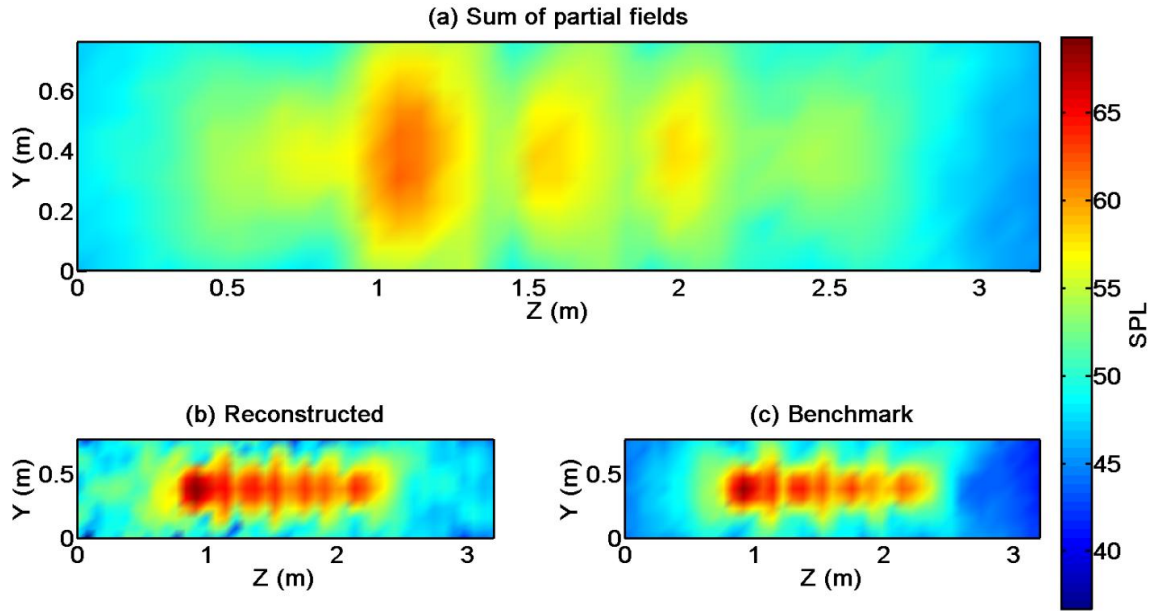 (a) Sum of partial fields
Y (m)
0.6
0.4
0.2
0
0 0.5 1 1.5 2 2.5 3
Z (m)
(b) Reconstructed
Y (m)
0.5
0
0 1 2 3
Z (m)
(c) Benchmark
Y (m)
0.5
0
0 1 2 3
Z (m)
65
60
55
50
45
40
SPL